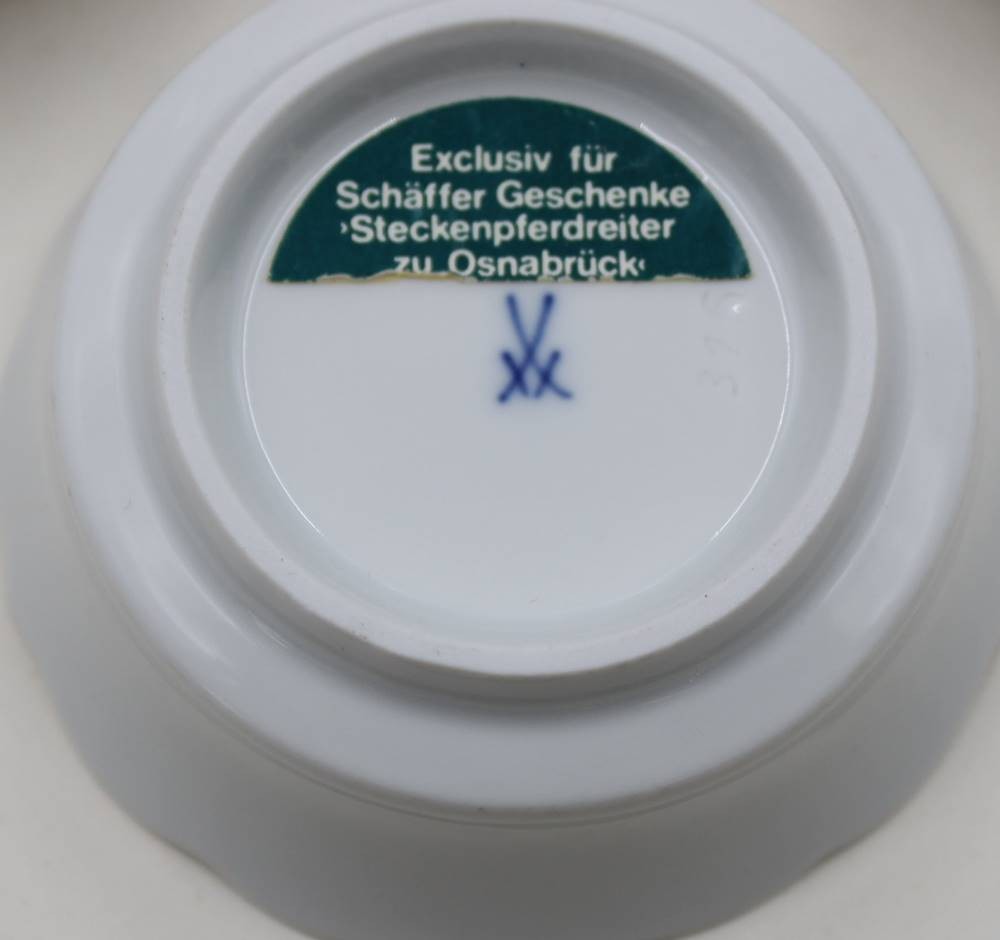 Exclusiv für
Schäffer Geschenke
›Steckenpferdreiter
zu Osnabrück‹